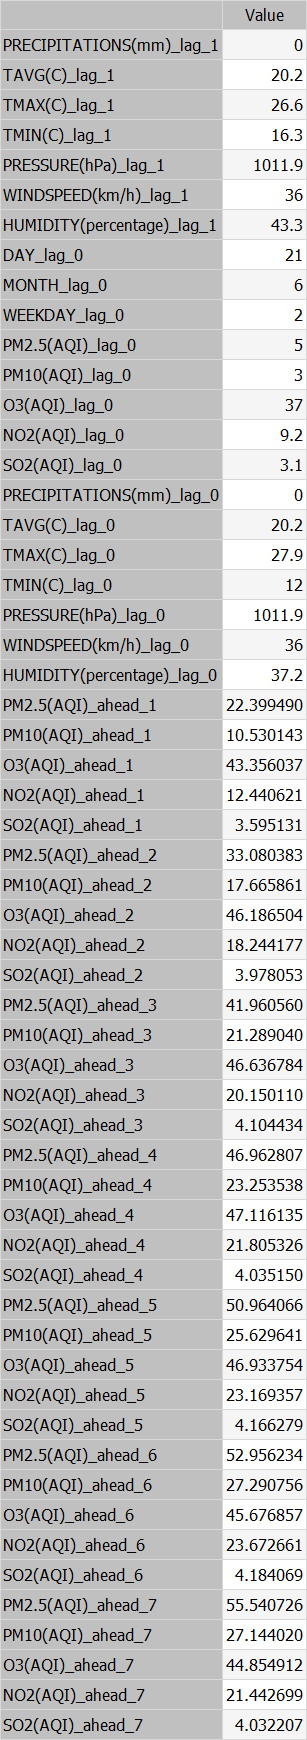 Value
PRECIPITATIONS(mm)_lag_1 0
TAVG(C)_lag_1 20.2
TMAX(C)_lag_1 26.6
TMIN(C)_lag_1 16.3
PRESSURE(hPa)_lag_1 1011.9
WINDSPEED(km/h)_lag_1 36
HUMIDITY(percentage)_lag_1 43.3
DAY_lag_0 21
MONTH_lag_0 6
WEEKDAY_lag_0 2
PM2.5(AQI)_lag_0 5
PM10(AQI)_lag_0 3
O3(AQI)_lag_0 37
NO2(AQI)_lag_0 9.2
SO2(AQI)_lag_0 3.1
PRECIPITATIONS(mm)_lag_0 0
TAVG(C)_lag_0 20.2
TMAX(C)_lag_0 27.9
TMIN(C)_lag_0 12
PRESSURE(hPa)_lag_0 1011.9
WINDSPEED(km/h)_lag_0 36
HUMIDITY(percentage)_lag_0 37.2
PM2.5(AQI)_ahead_1 22.399490
PM10(AQI)_ahead_1 10.530143
O3(AQI)_ahead_1 43.356037
NO2(AQI)_ahead_1 12.440621
SO2(AQI)_ahead_1 3.595131
PM2.5(AQI)_ahead_2 33.080383
PM10(AQI)_ahead_2 17.665861
O3(AQI)_ahead_2 46.186504
NO2(AQI)_ahead_2 18.244177
SO2(AQI)_ahead_2 3.978053
PM2.5(AQI)_ahead_3 41.960560
PM10(AQI)_ahead_3 21.289040
O3(AQI)_ahead_3 46.636784
NO2(AQI)_ahead_3 20.150110
SO2(AQI)_ahead_3 4.104434
PM2.5(AQI)_ahead_4 46.962807
PM10(AQI)_ahead_4 23.253538
O3(AQI)_ahead_4 47.116135
NO2(AQI)_ahead_4 21.805326
SO2(AQI)_ahead_4 4.035150
PM2.5(AQI)_ahead_5 50.964066
PM10(AQI)_ahead_5 25.629641
O3(AQI)_ahead_5 46.933754
NO2(AQI)_ahead_5 23.169357
SO2(AQI)_ahead_5 4.166279
PM2.5(AQI)_ahead_6 52.956234
PM10(AQI)_ahead_6 27.290756
O3(AQI)_ahead_6 45.676857
NO2(AQI)_ahead_6 23.672661
SO2(AQI)_ahead_6 4.184069
PM2.5(AQI)_ahead_7 55.540726
PM10(AQI)_ahead_7 27.144020
O3(AQI)_ahead_7 44.854912
NO2(AQI)_ahead_7 21.442699
SO2(AQI)_ahead_7 4.032207